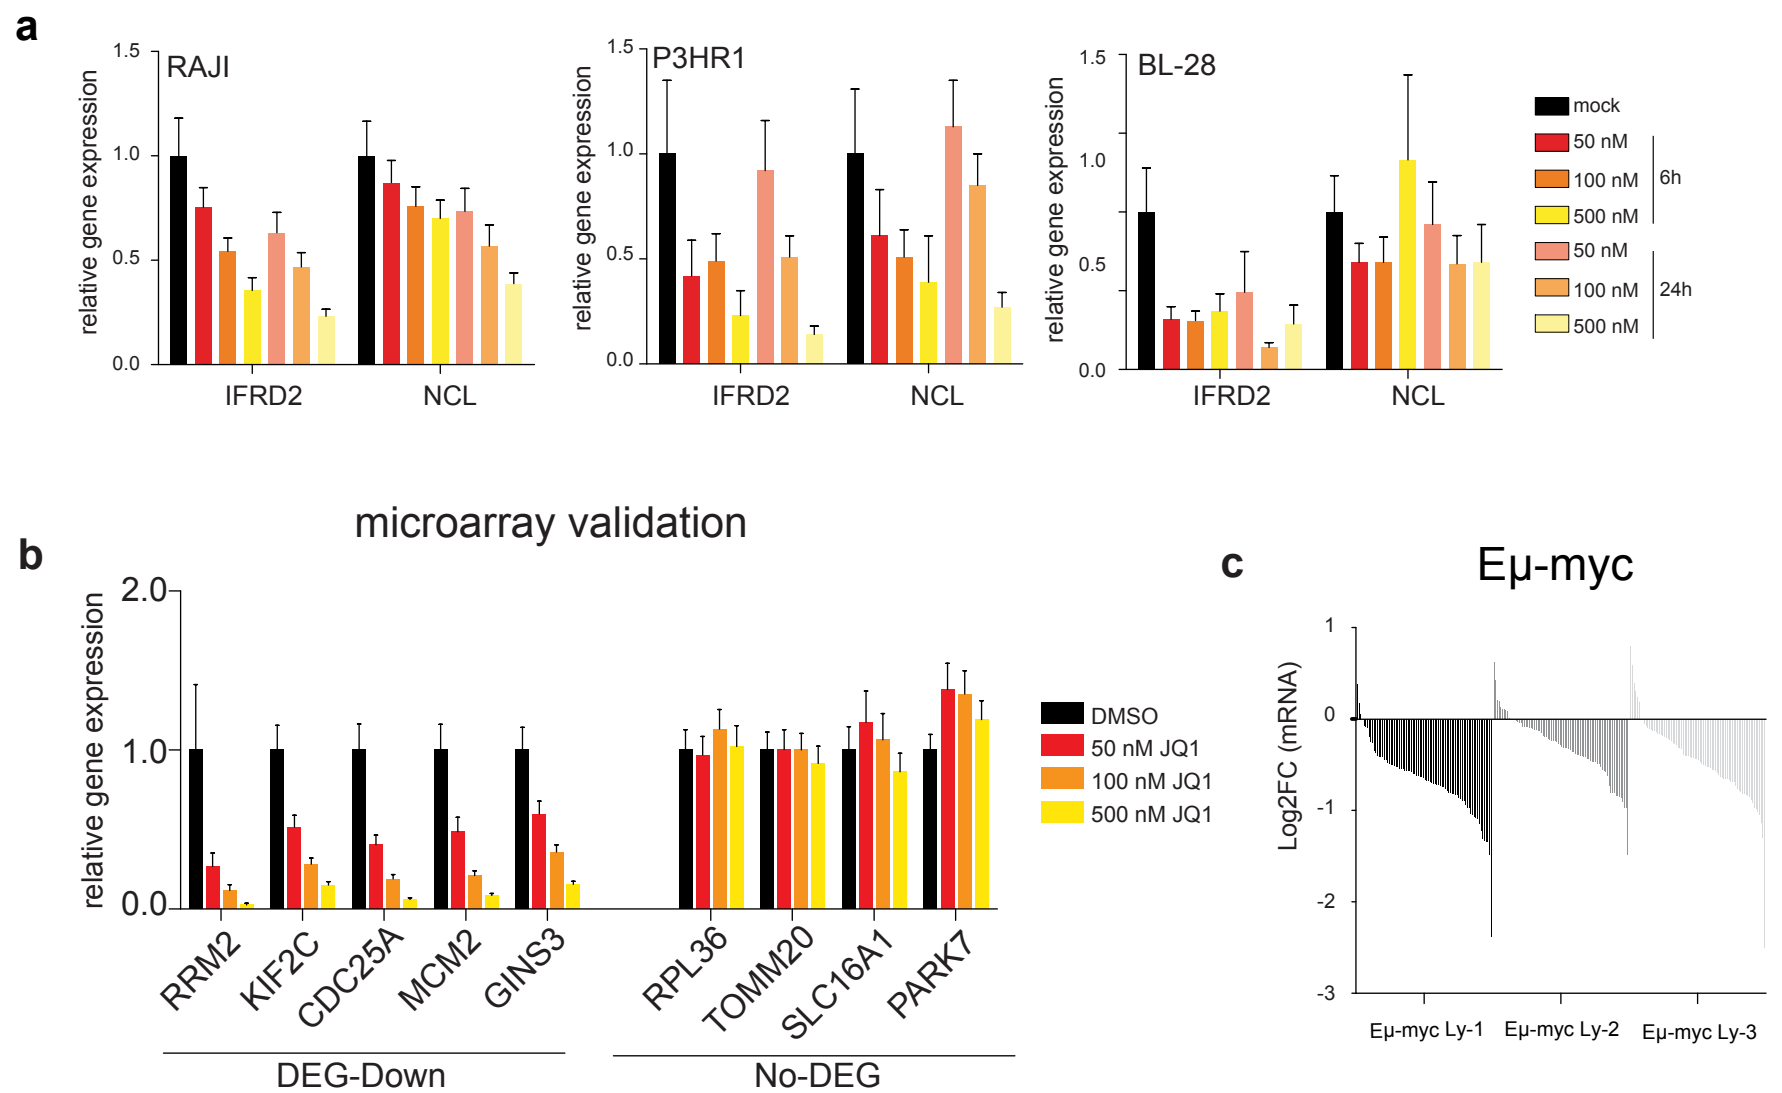 a
RAJI
relative gene expression
1.5
1.0
0.5
0.0
IFRD2 NCL
P3HR1
relative gene expression
1.5
1.0
0.5
0.0
IFRD2 NCL
BL-28
relative gene expression
1.5
1.0
0.5
0.0
IFRD2 NCL
mock
50 nM
100 nM
500 nM
6h
50 nM
100 nM
500 nM
24h
b
microarray validation
relative gene expression
2.0
1.0
0.0
RRM2
KIF2C
CDC25A
MCM2
GINS3
RPL36
TOMM20
SLC16A1
PARK7
DEG-Down
No-DEG
DMSO
50 nM JQ1
100 nM JQ1
500 nM JQ1
c
Eµ-myc
Log2FC (mRNA)
1
0
-1
-2
-3
Eµ-myc Ly-1
Eµ-myc Ly-2
Eµ-myc Ly-3